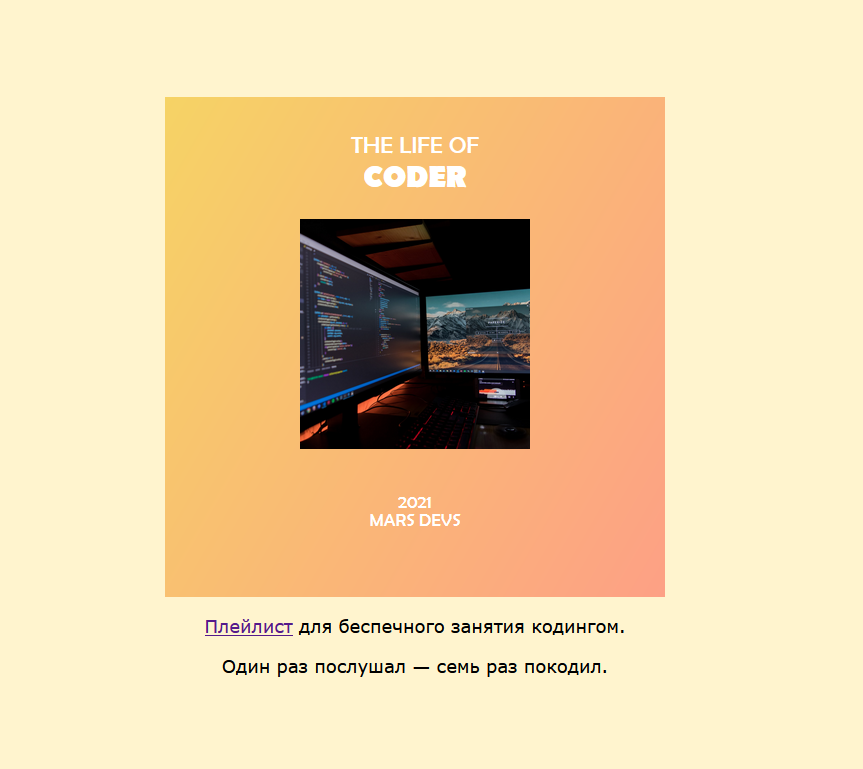 THE LIFE OF
CODER
2021
MARS DEVS
Плейлист для беспечного занятия кодингом.
Один раз послушал — семь раз покодил.